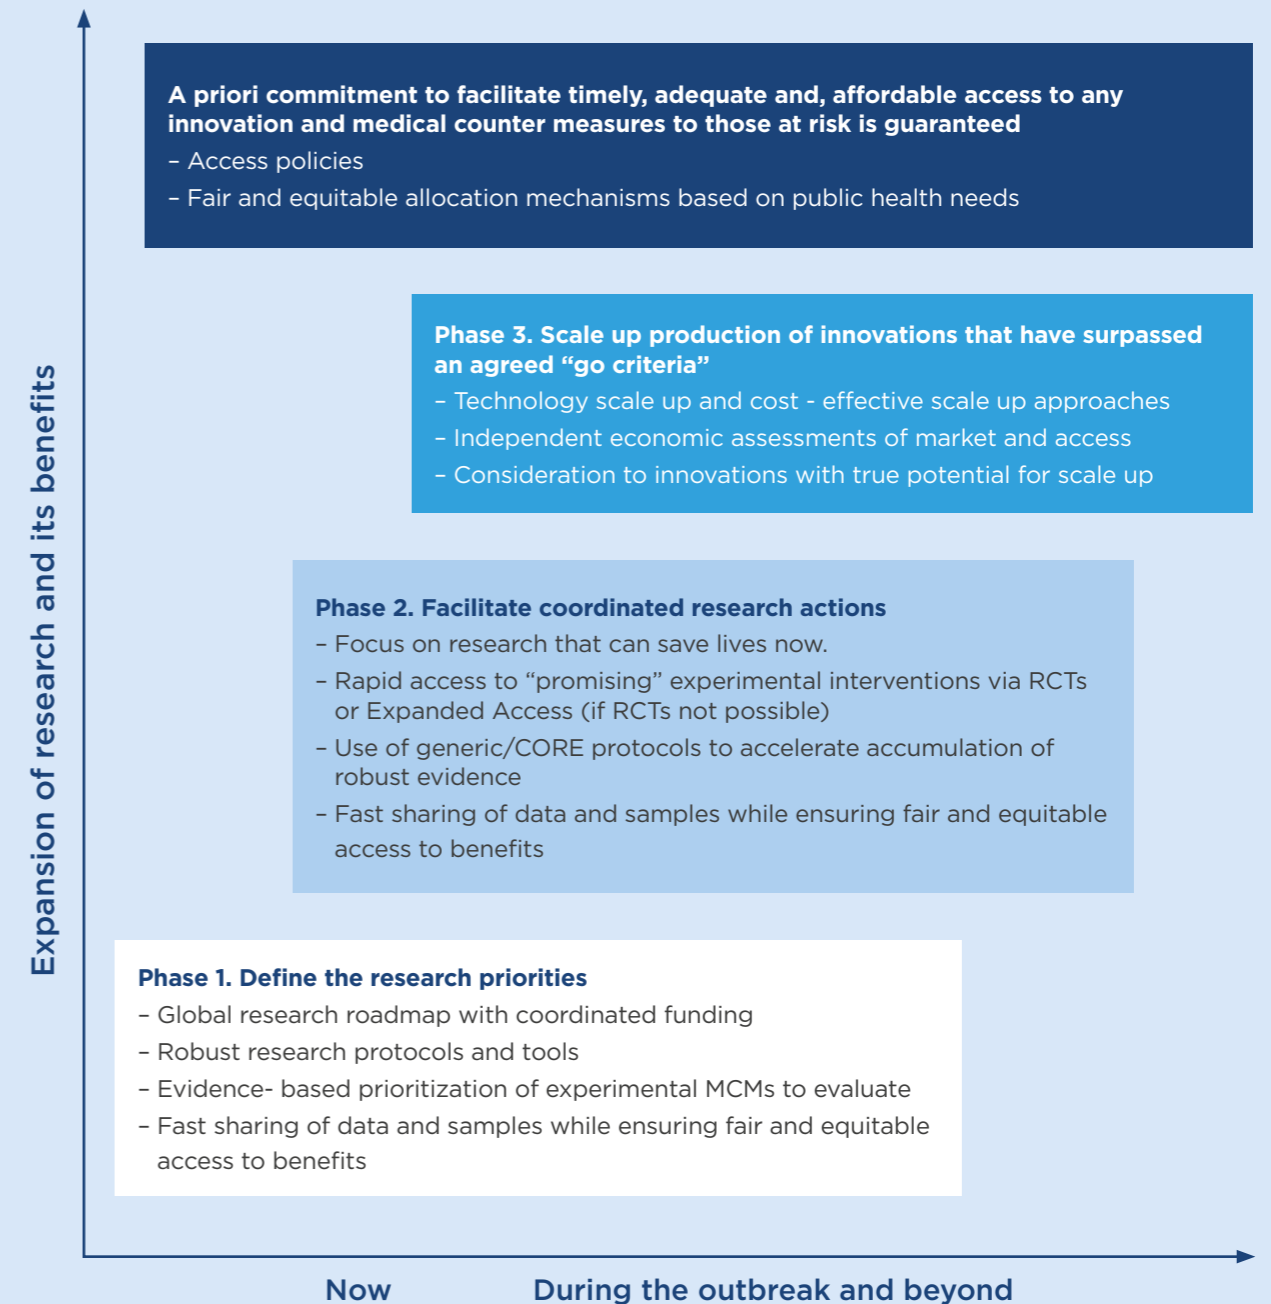 A priori commitment to facilitate timely, adequate and, affordable access to any
innovation and medical counter measures to those at risk is guaranteed
– Access policies
– Fair and equitable allocation mechanisms based on public health needs
Phase 3. Scale up production of innovations that have surpassed
an agreed “go criteria”
– Technology scale up and cost - effective scale up approaches
– Independent economic assessments of market and access
– Consideration to innovations with true potential for scale up
Phase 2. Facilitate coordinated research actions
– Focus on research that can save lives now.
– Rapid access to “promising” experimental interventions via RCTs
or Expanded Access (if RCTs not possible)
– Use of generic/CORE protocols to accelerate accumulation of
robust evidence
– Fast sharing of data and samples while ensuring fair and equitable
access to benefits
Phase 1. Define the research priorities
– Global research roadmap with coordinated funding
– Robust research protocols and tools
– Evidence- based prioritization of experimental MCMs to evaluate
– Fast sharing of data and samples while ensuring fair and equitable
access to benefits
Expansion of research and its benefits
Now
During the outbreak and beyond